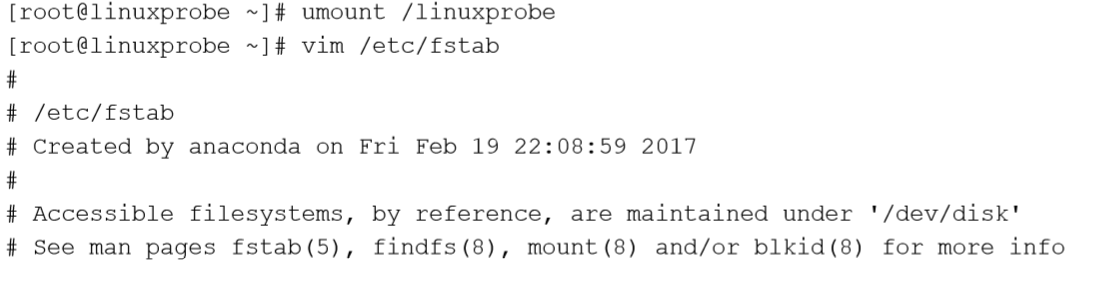 [root@linuxprobe ~]# umount /linuxprobe
[root@linuxprobe ~]# vim /etc/fstab
#
# /etc/fstab
# Created by anaconda on Fri Feb 19 22:08:59 2017
#
# Accessible filesystems, by reference, are maintained under '/dev/disk'
# See man pages fstab(5), findfs(8), mount(8) and/or blkid(8) for more info